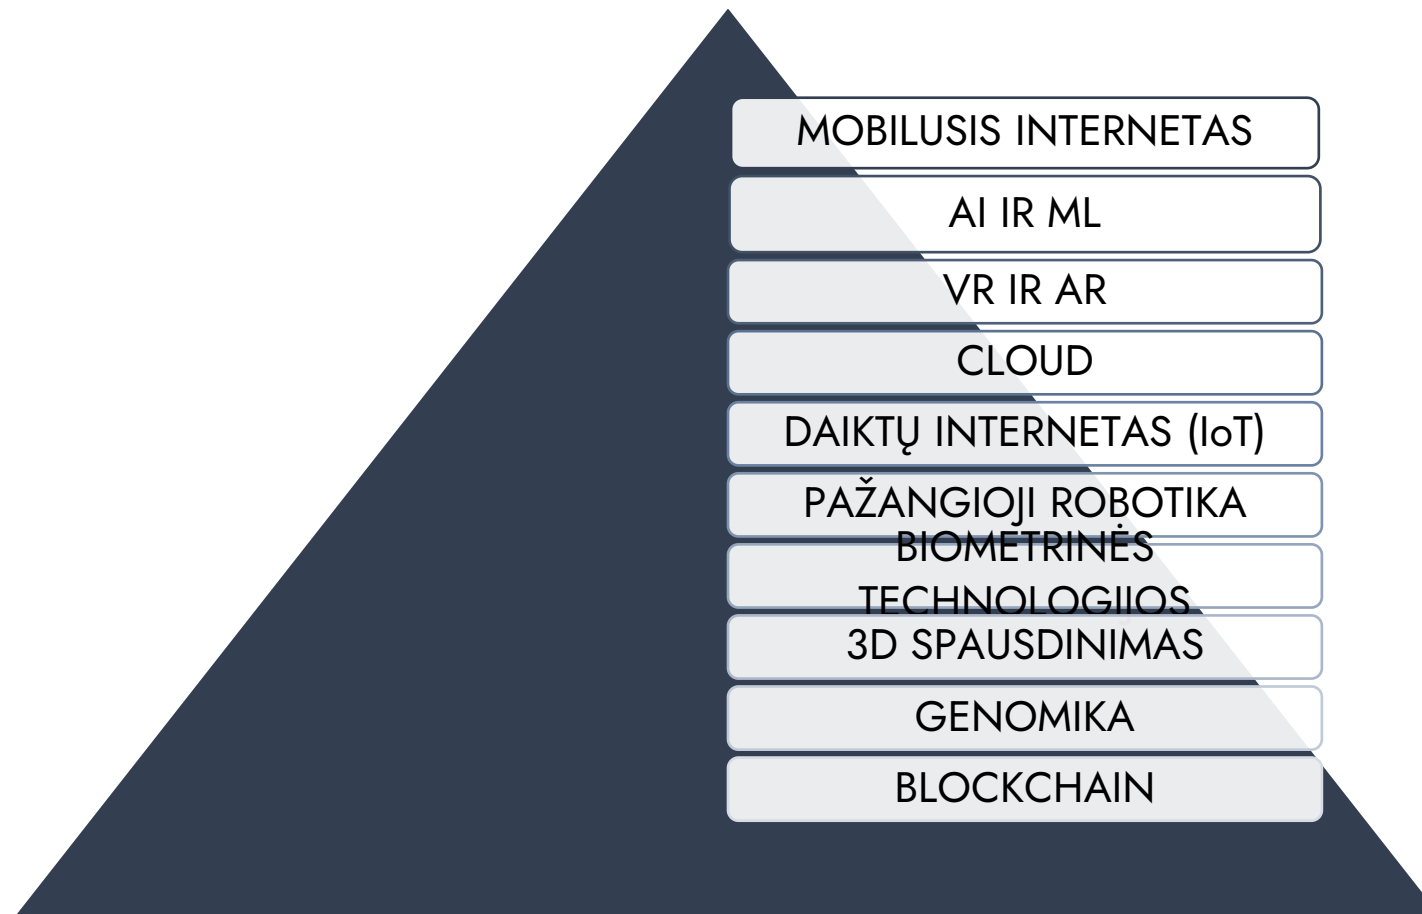 MOBILUSIS INTERNETAS
AI IR ML
VR IR AR
CLOUD
DAIKTŲ INTERNETAS (IoT)
PAŽANGIOJI ROBOTIKA
BIOMETRINĖS
TECHNOLOGIJOS
3D SPAUSDINIMAS
GENOMIKA
BLOCKCHAIN